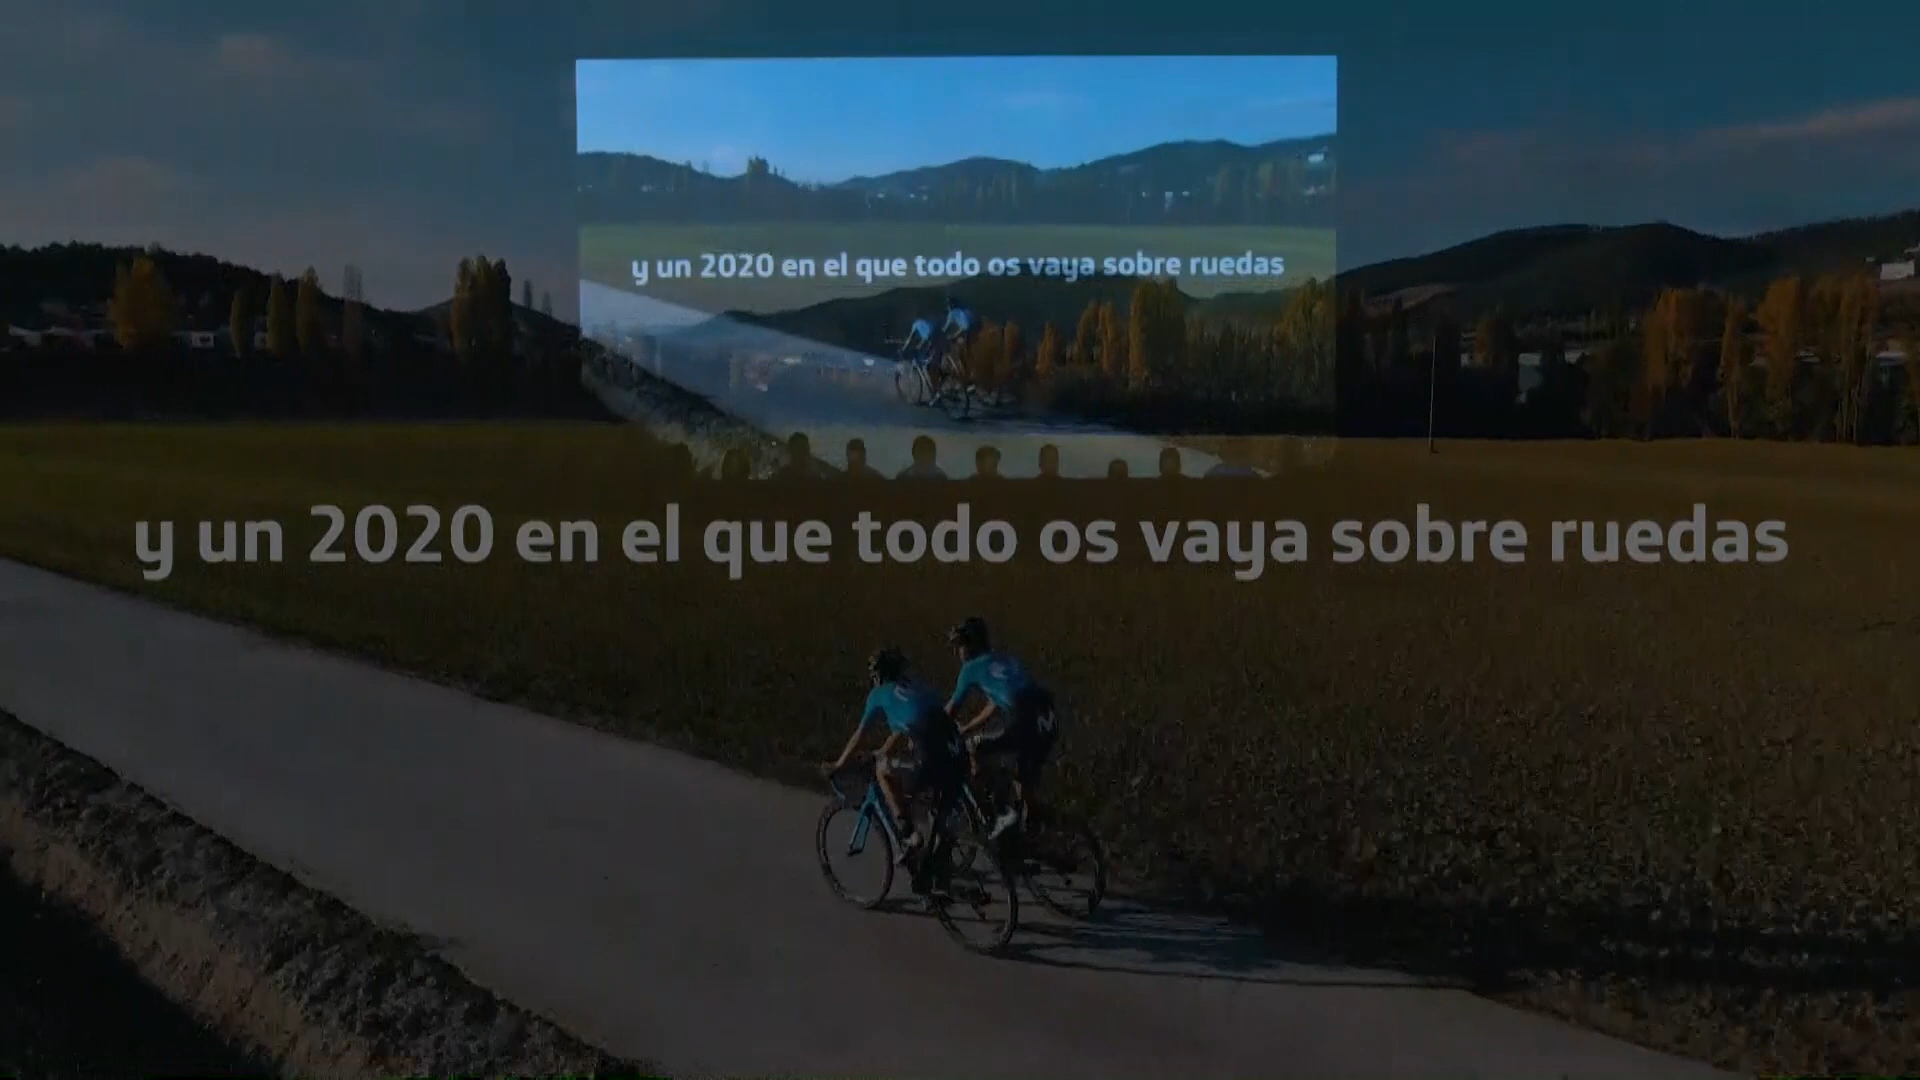 y un 2020 en el que todo os vaya sobre ruedas
y un 2020 en el que todo os vaya sobre ruedas